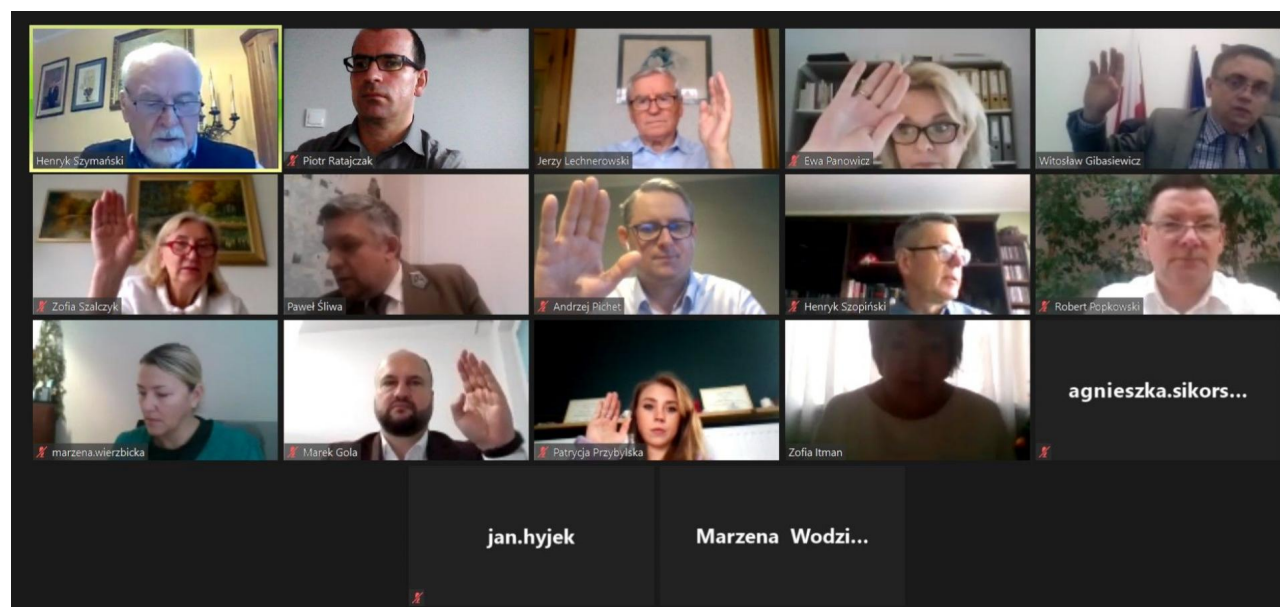 Henryk Szymański
Piotr Ratajczak
Jerzy Lechnerowski
Ewa Panowicz
Witosław Gibasiewicz
Zofia Szalczyk
Paweł Śliwa
Andrzej Pichet
Henryk Szopiński
Robert Popkowski
marzena.wierzbicka
Marek Gola
Patrycja Przybylska
Zofia Itman
agnieszka.sikors...
jan.hyjek
Marzena Wodzi...